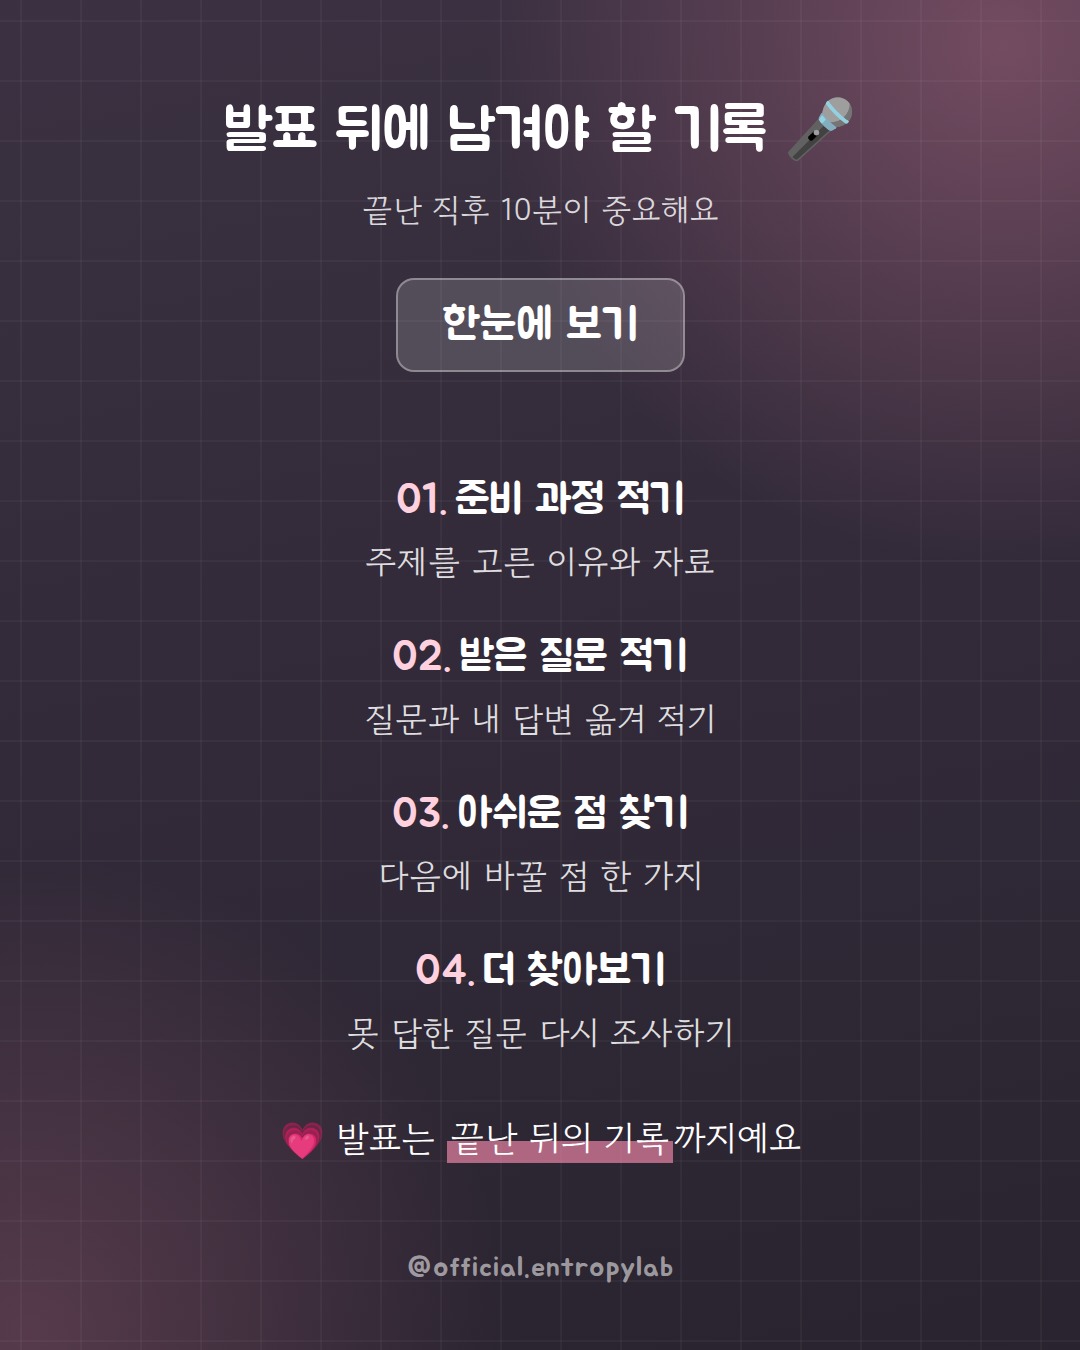 발표 뒤에 남겨야 할 기록 🎤
끝난 직후 10분이 중요해요
한눈에 보기
01. 준비 과정 적기
주제를 고른 이유와 자료
02. 받은 질문 적기
질문과 내 답변 옮겨 적기
03. 아쉬운 점 찾기
다음에 바꿀 점 한 가지
04. 더 찾아보기
못 답한 질문 다시 조사하기
💗 발표는 끝난 뒤의 기록까지예요
@official.entropylab